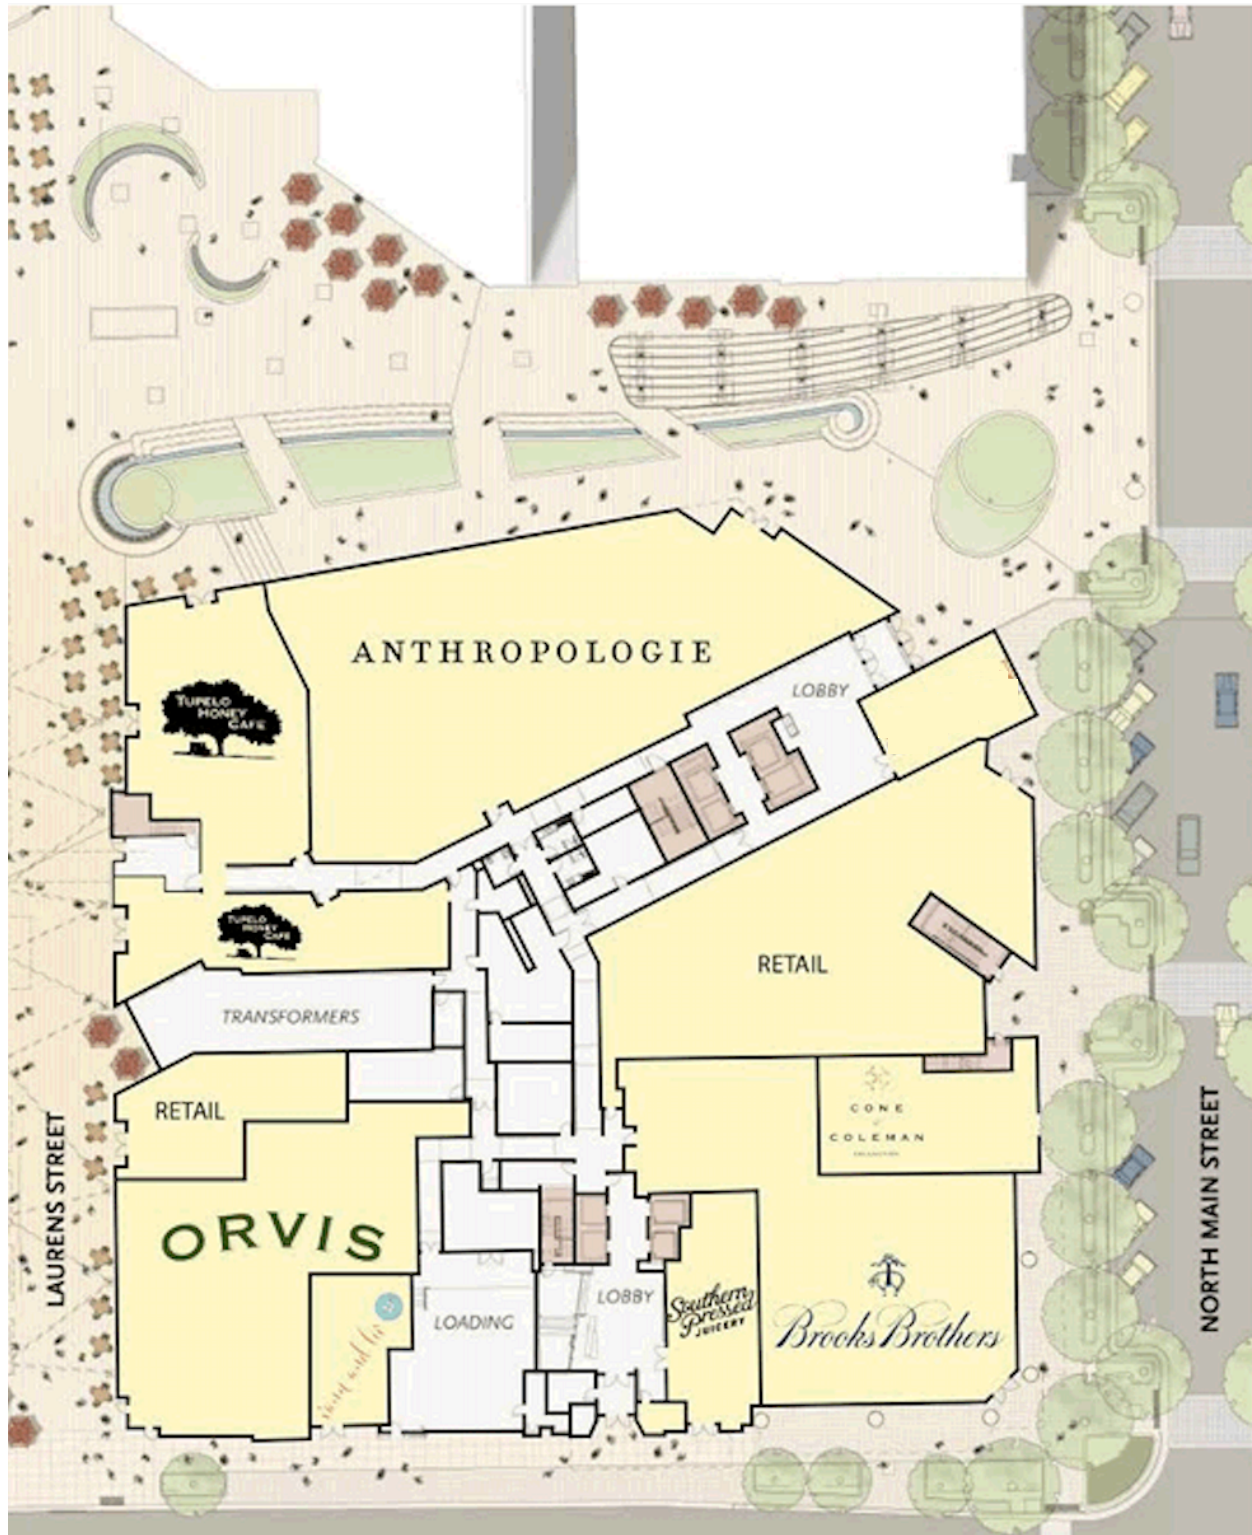 ANTHROPOLOGIE
LOBBY
TUPELO
HONEY
CAFE
TUPELO
HONEY
CAFE
RETAIL
TRANSFORMERS
RETAIL
CONE
COLEMAN
LAURENS STREET
NORTH MAIN STREET
ORVIS
LOBBY
LOADING
Southern
Pressed
JUICERY
Brooks Brothers